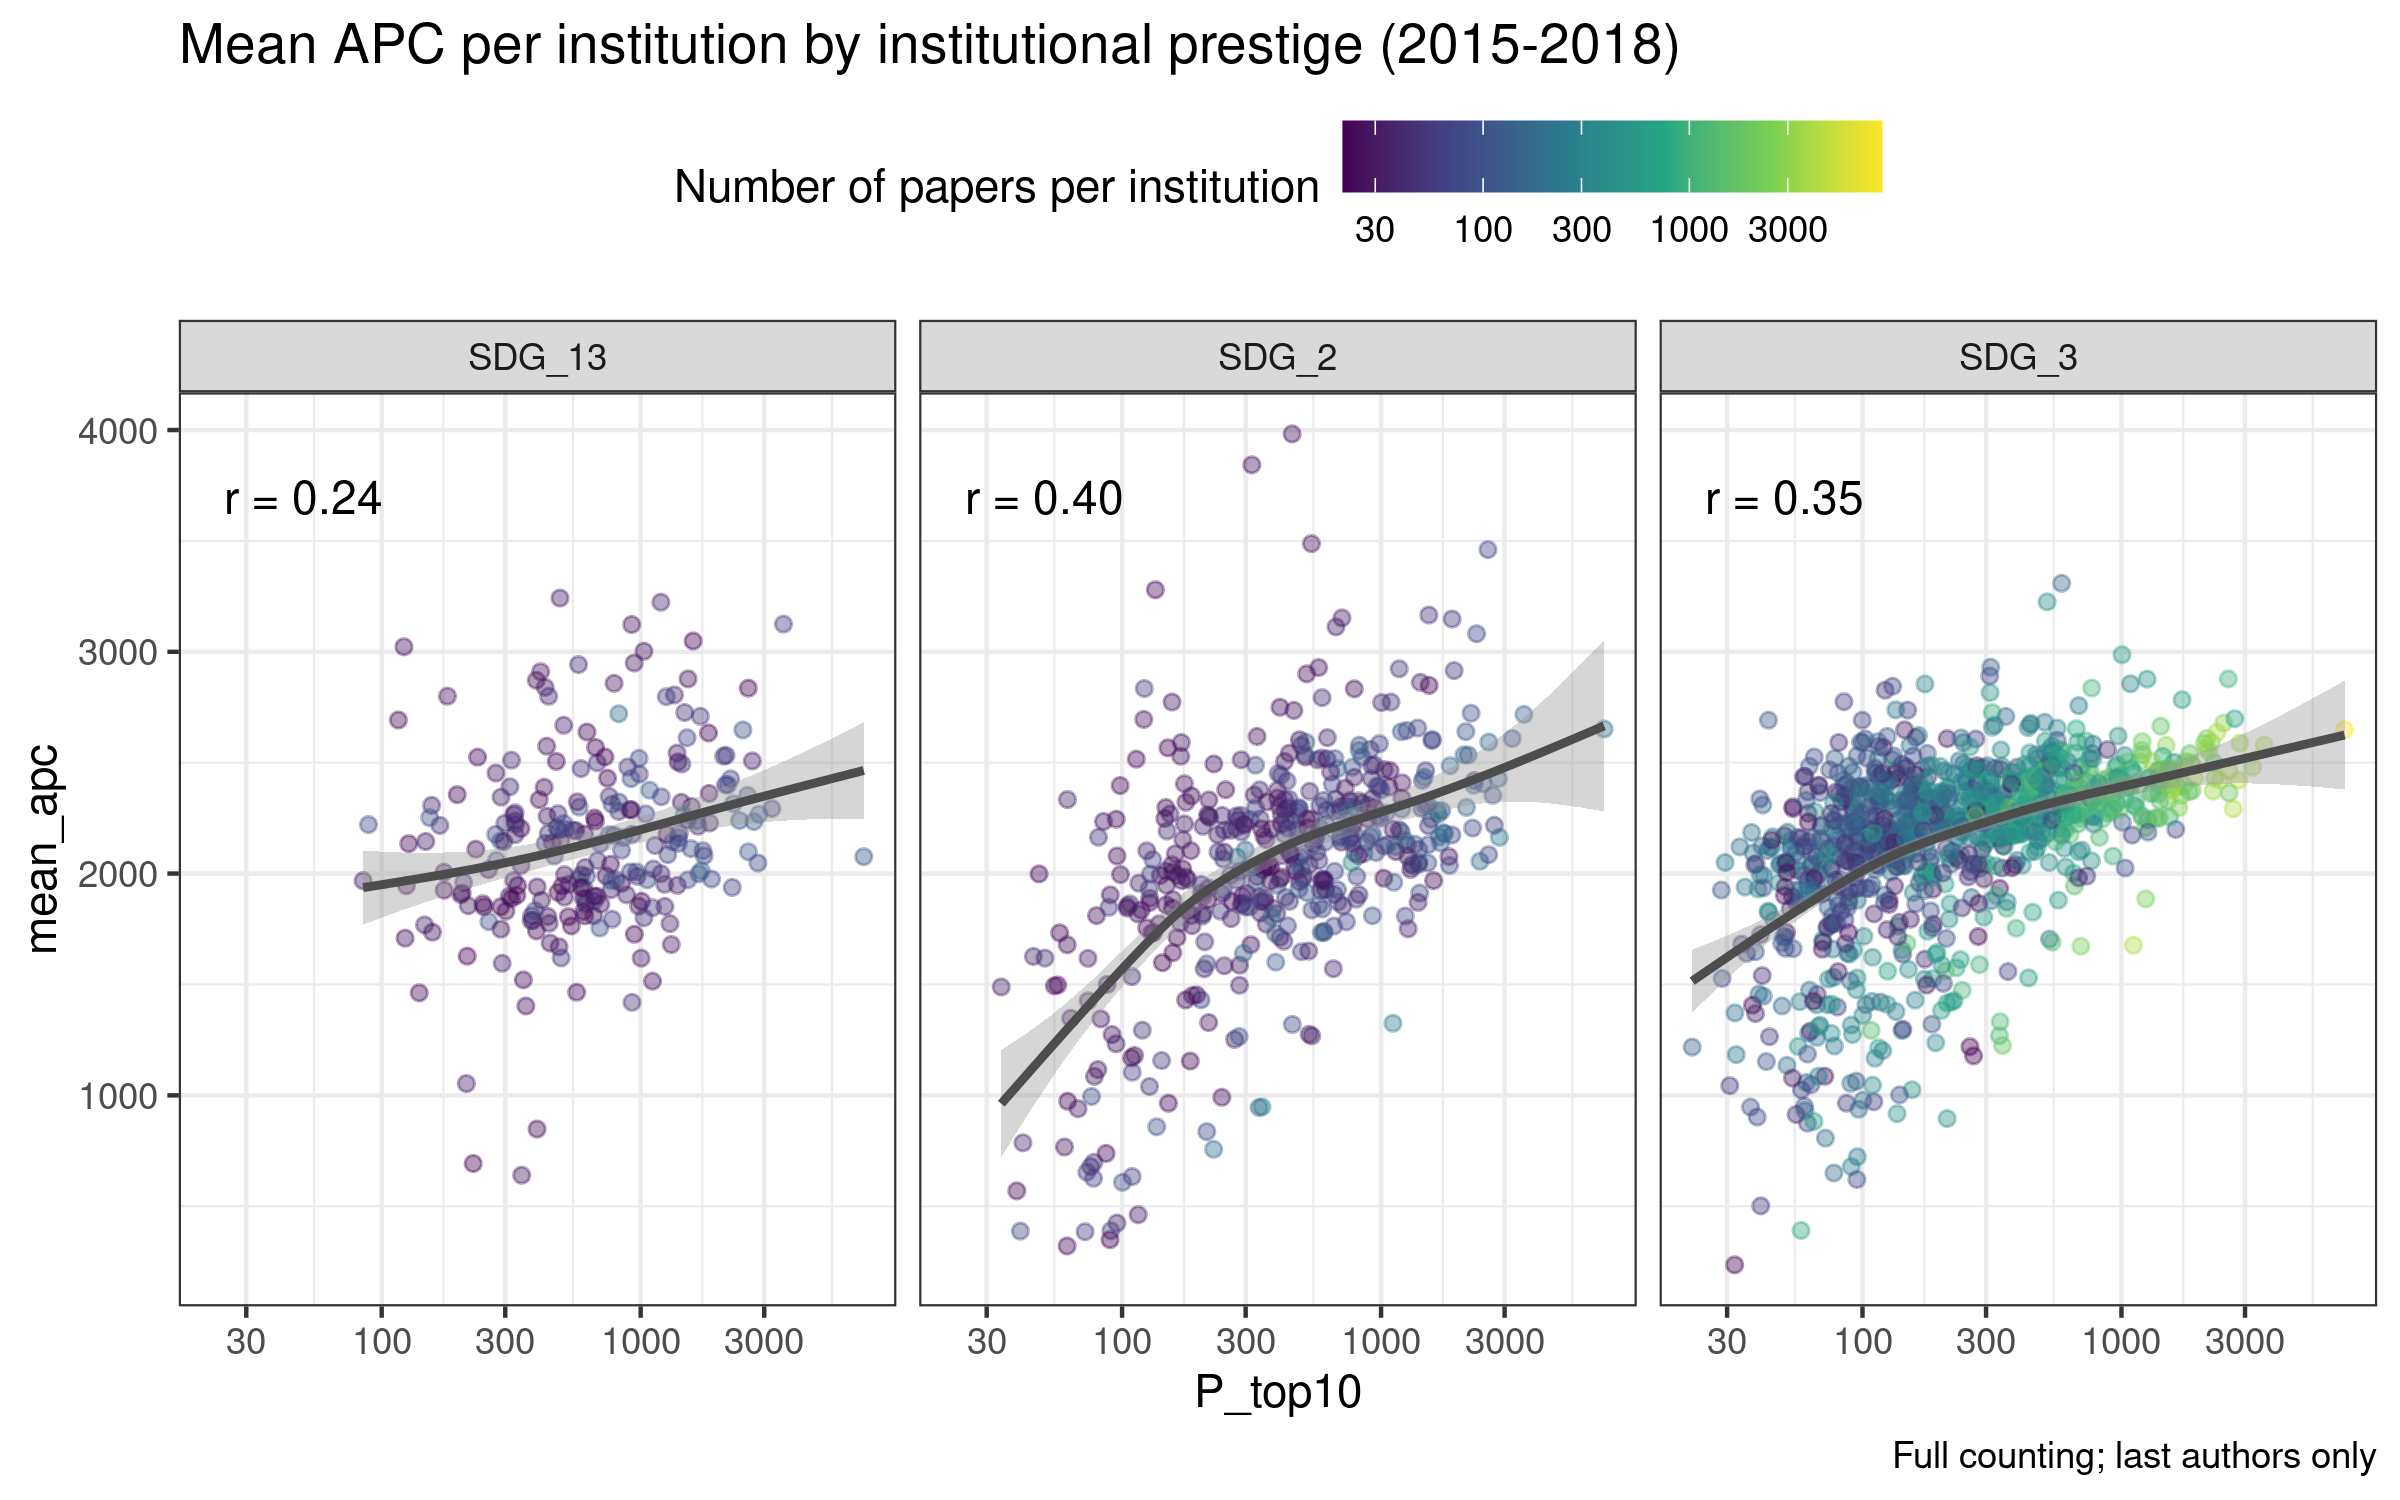 Mean APC per institution by institutional prestige (2015-2018)
Number of papers per institution
30 100 300 1000 3000
SDG_13 SDG_2 SDG_3
4000
r = 0.24 r = 0.40 r = 0.35
3000
2000
1000
mean_apc
30 100 300 1000 3000 30 100 300 1000 3000 30 100 300 1000 3000
P_top10
Full counting; last authors only